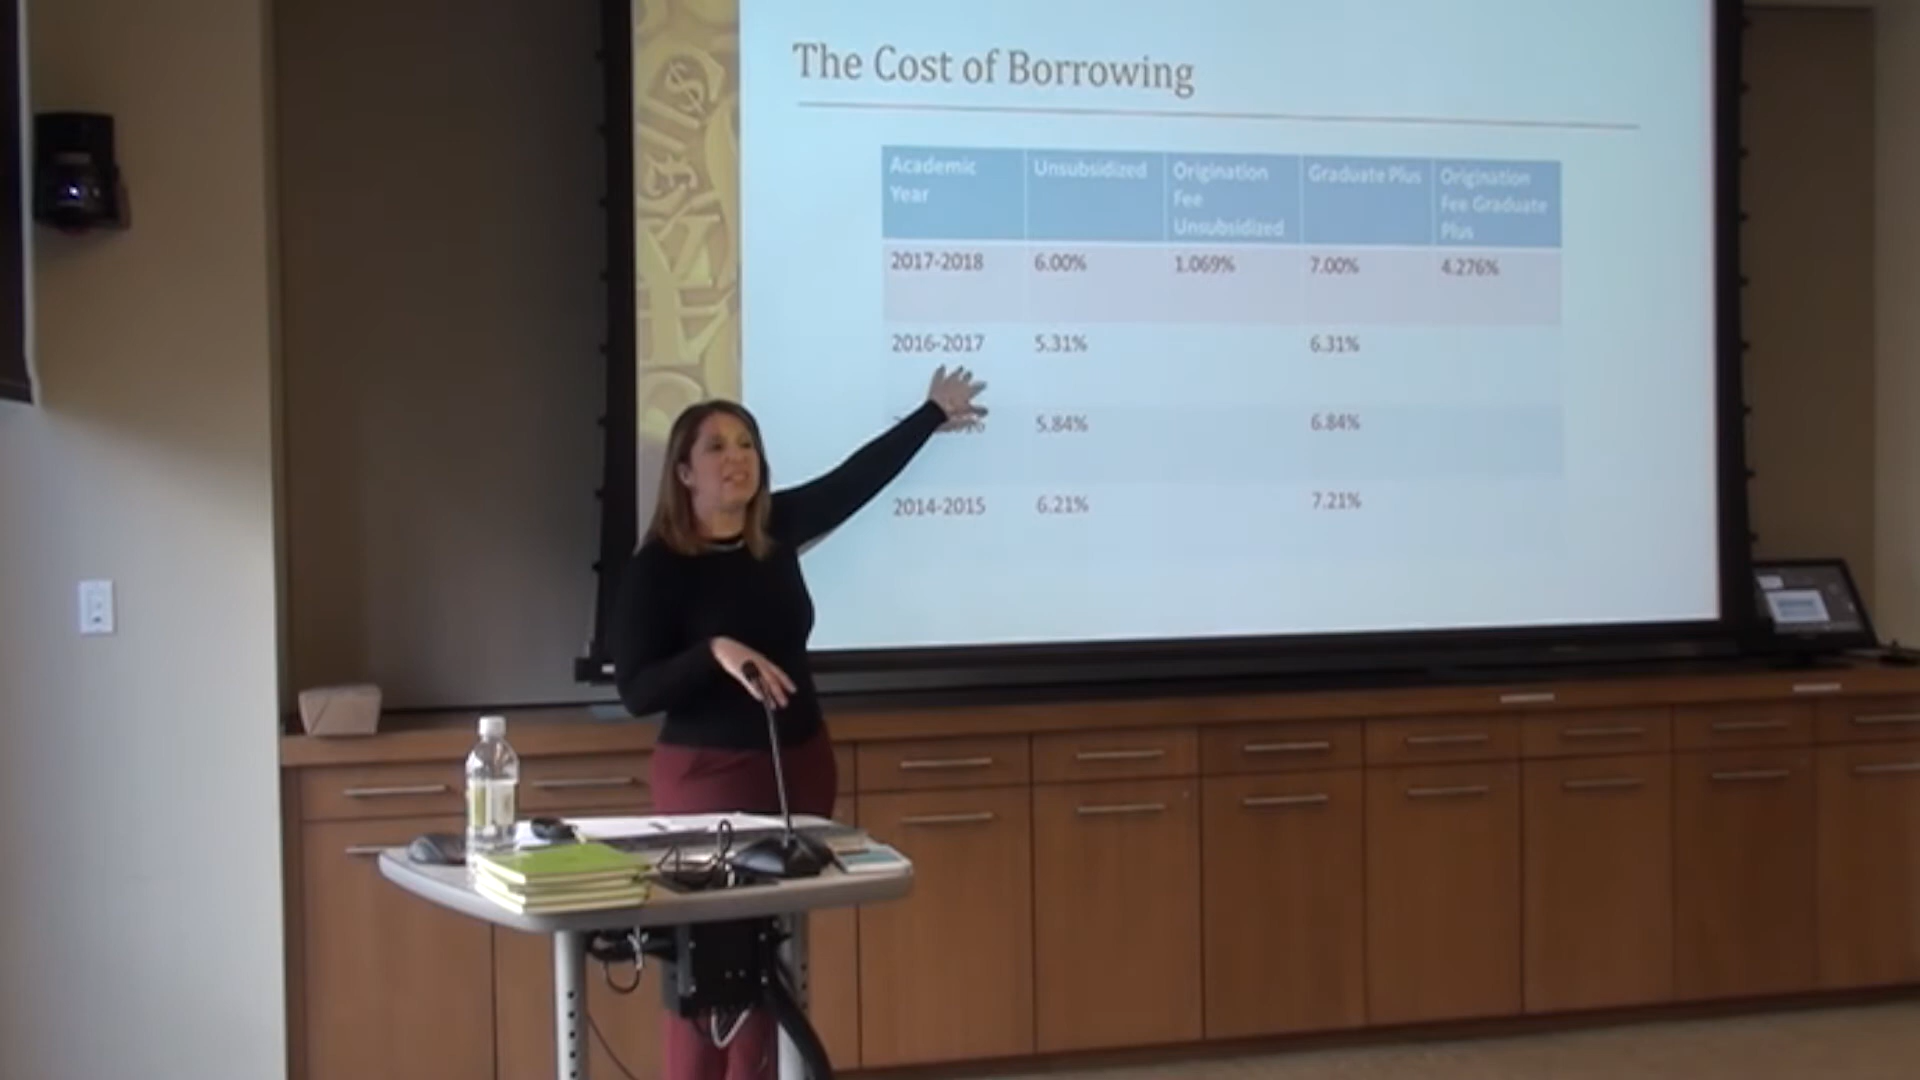 The Cost of Borrowing
Academic Unsubsidized Origination Graduate Plus Origination
Year Fee Fee Graduate
Unsubsidized Plus
2017-2018 6.00% 1.069% 7.00% 4.276%
2016-2017 5.31% 6.31%
5.84% 6.84%
2014-2015 6.21% 7.21%